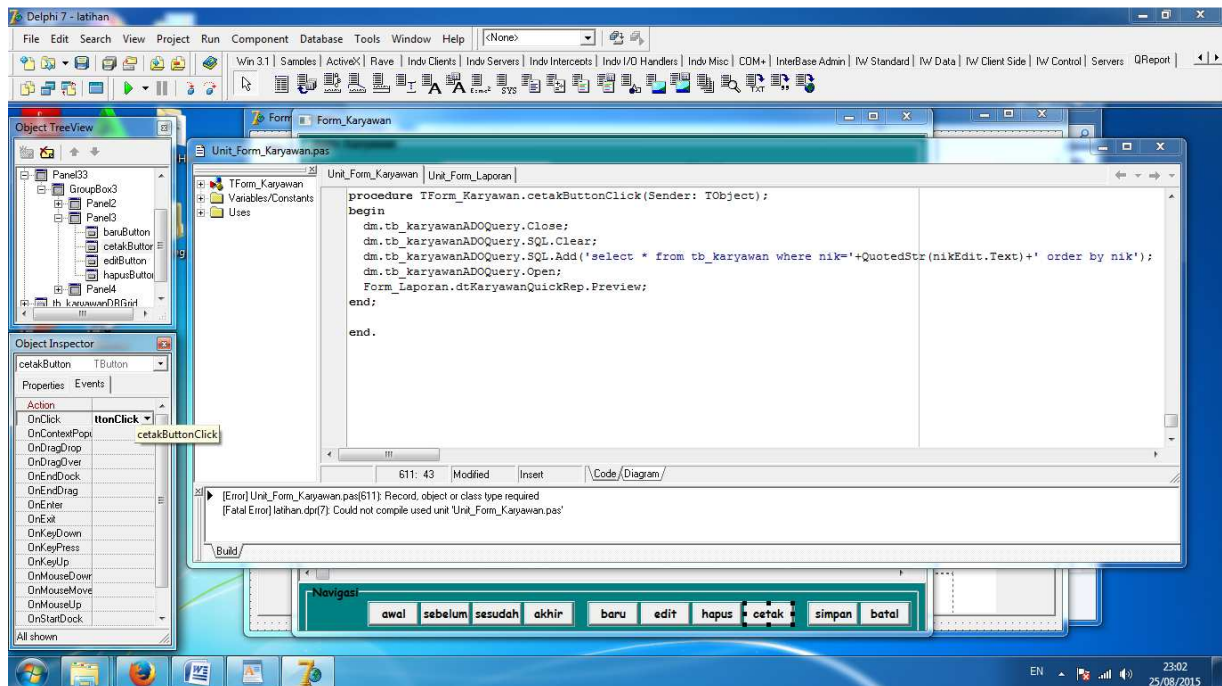 Delphi 7 - latihan
File Edit Search View Project Run Component Database Tools Window Help <None>
Win 3.1 Samples ActiveX Rave Indy Clients Indy Servers Indy Intercepts Indy I/O Handlers Indy Misc COM+ InterBase Admin IW Standard IW Data IW Client Side IW Control Servers QReport
Object TreeView
Panel33
GroupBox3
Panel2
Panel3
baruButton
cetakButton
editButton
hapusButto
Panel4
tb_karyawanDBGrid
Object Inspector
cetakButton TButton
Properties Events
Action
OnClick ttonClick
OnContextPop
cetakButtonClick
OnDragDrop
OnDragOver
OnEndDock
OnEndDrag
OnEnter
OnExit
OnKeyDown
OnKeyPress
OnKeyUp
OnMouseDowr
OnMouseMove
OnMouseUp
OnStartDock
All shown
Form
Form_Karyawan
Unit_Form_Karyawan.pas
TForm_Karyawan
Variables/Constants
Uses
Unit_Form_Karyawan Unit_Form_Laporan
procedure TForm_Karyawan.cetakButtonClick(Sender: TObject);
begin
dm.tb_karyawanADOQuery.Close;
dm.tb_karyawanADOQuery.SQL.Clear;
dm.tb_karyawanADOQuery.SQL.Add('select * from tb_karyawan where nik='+QuotedStr(nikEdit.Text)+' order by nik');
dm.tb_karyawanADOQuery.Open;
Form_Laporan.dtKaryawanQuickRep.Preview;
end;
end.
611: 43 Modified Insert Code Diagram
[Error] Unit_Form_Karyawan.pas(611): Record, object or class type required
[Fatal Error] latihan.dpr(7): Could not compile used unit 'Unit_Form_Karyawan.pas'
Build
Navigasi
awal sebelum sesudah akhir baru edit hapus cetak simpan batal
EN 23:02
25/08/2015